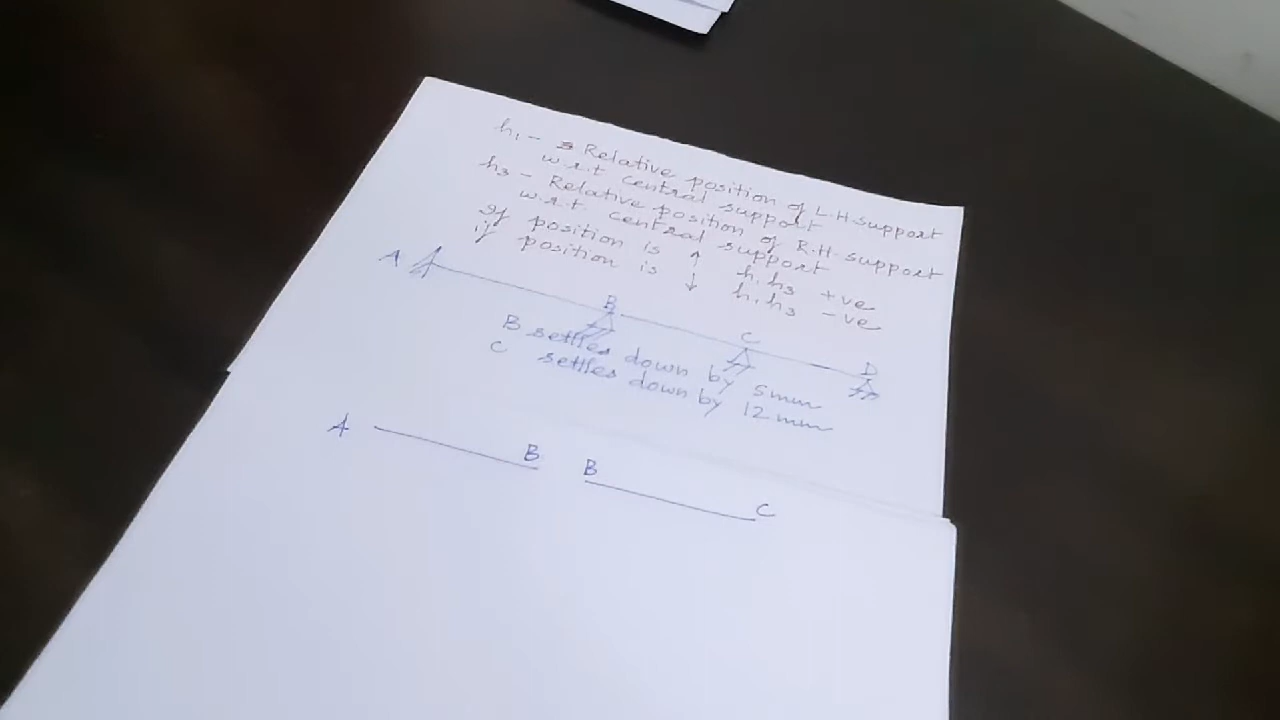 h1 - Relative position of L.H support
w.r.t central support
h3 - Relative position of R.H. support
w.r.t. central support
If position is ↑ h1 h3 +ve
if position is ↓ h1 h3 -ve
A B C D
B settles down by 5mm
C settles down by 12 mm
A B B C